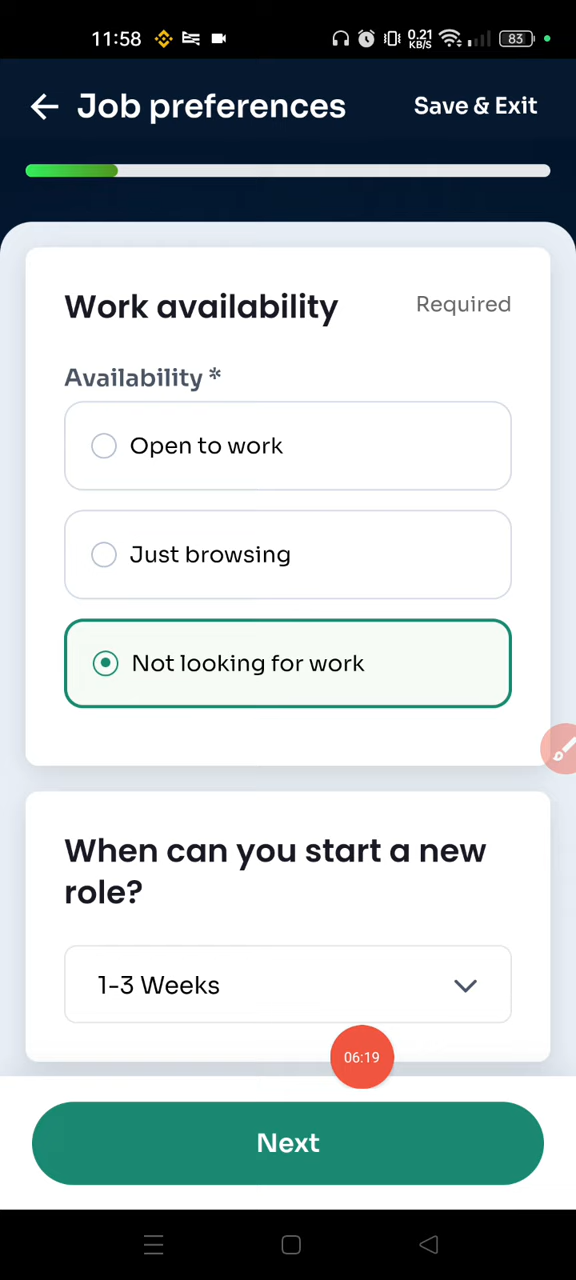 11:58 0.21 KB/S 83
Job preferences Save & Exit
Work availability Required
Availability *
Open to work
Just browsing
Not looking for work
When can you start a new
role?
1-3 Weeks
06:19
Next